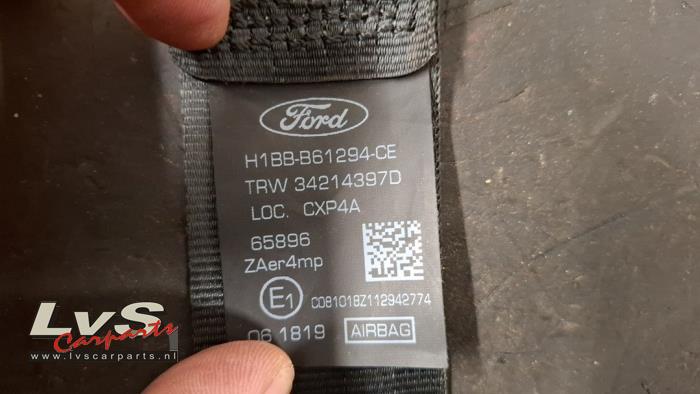 Ford
H1BB-B61294-CE
TRW 34214397D
LOC. CXP4A
65896
ZAer4mp
E1 C081018Z112942774
06 1819 AIRBAG
LvS
Carparts
www.lvscarparts.nl